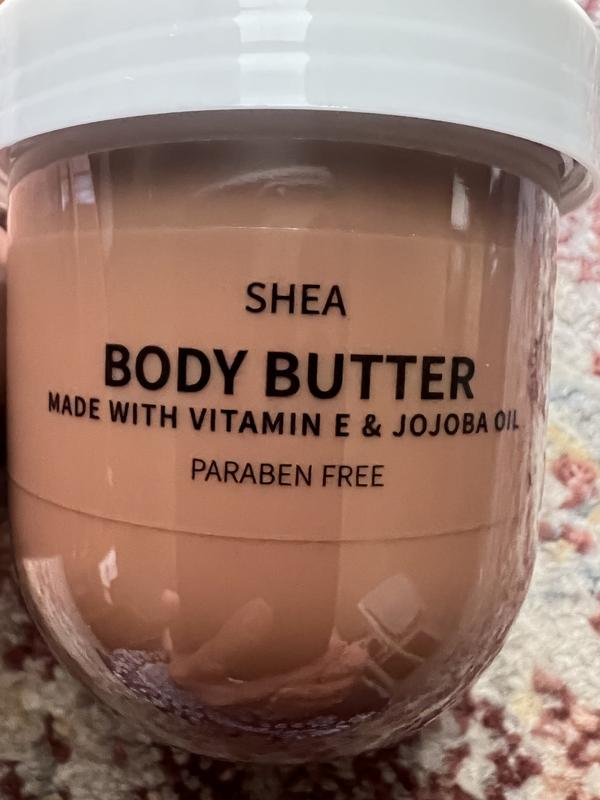 SHEA
BODY BUTTER
MADE WITH VITAMIN E & JOJOBA OIL
PARABEN FREE